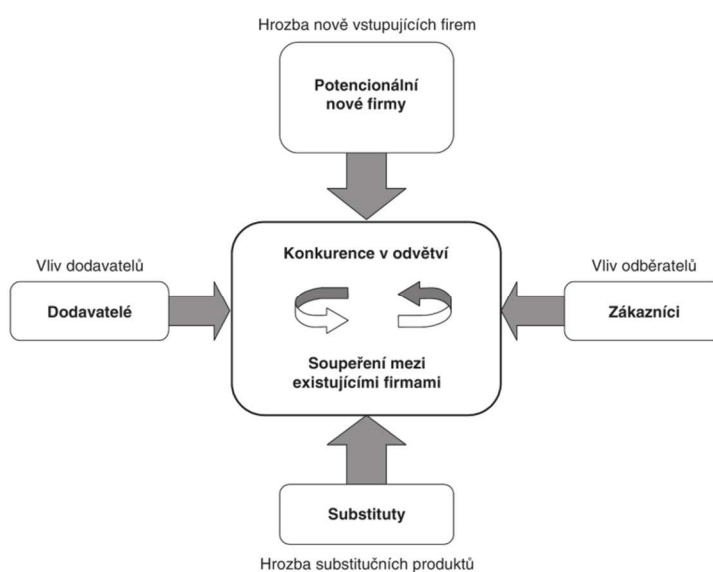 Hrozba nově vstupujících firem
Potencionální
nové firmy
Konkurence v odvětví
Vliv dodavatelů
Dodavatelé
Vliv odběratelů
Zákazníci
Soupeření mezi
existujícími firmami
Substituty
Hrozba substitučních produktů